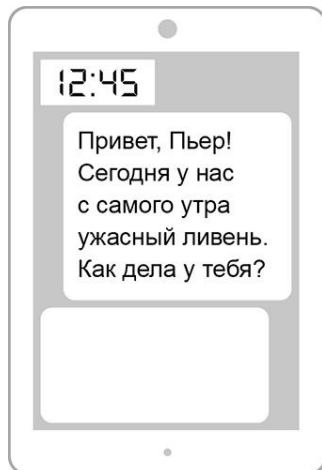 12:45
Привет, Пьер!
Сегодня у нас
с самого утра
ужасный ливень.
Как дела у тебя?